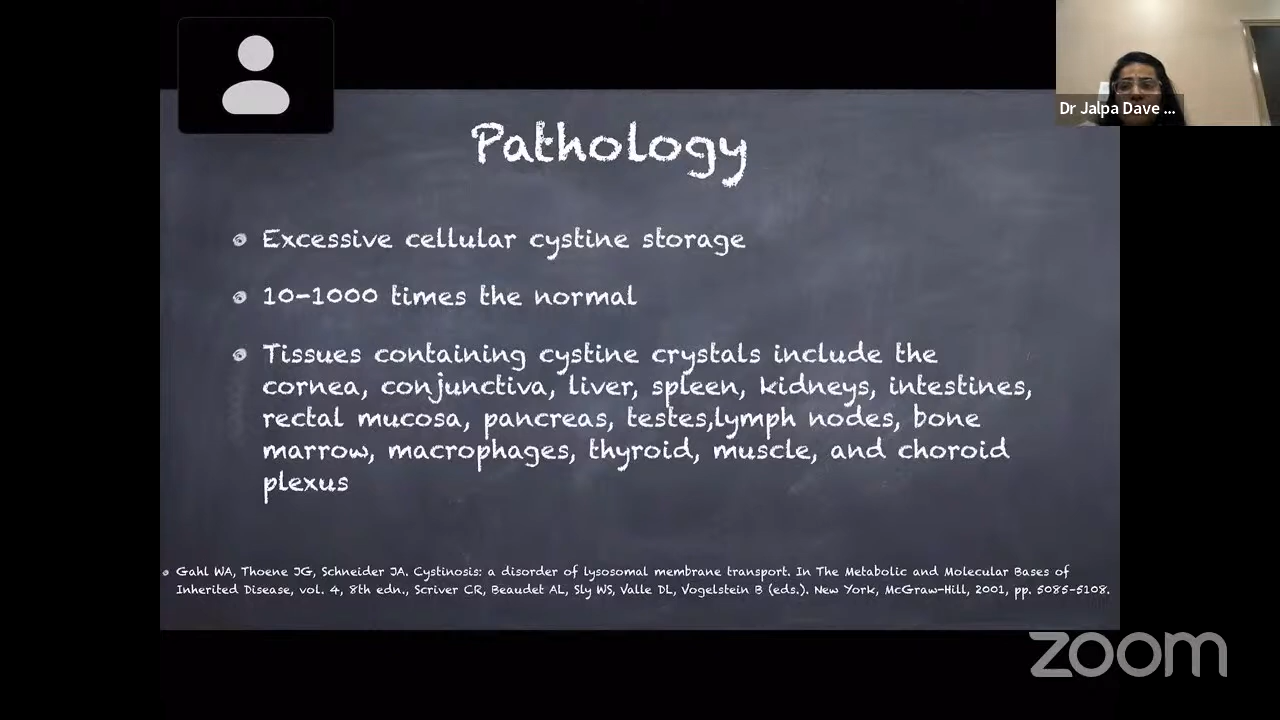 Dr Jalpa Dave ...
Pathology
Excessive cellular cystine storage
10-1000 times the normal
Tissues containing cystine crystals include the
cornea, conjunctiva, liver, spleen, kidneys, intestines,
rectal mucosa, pancreas, testes,lymph nodes, bone
marrow, macrophages, thyroid, muscle, and choroid
plexus
Gahl WA, Thoene JG, Schneider JA. Cystinosis: a disorder of lysosomal membrane transport. In The Metabolic and Molecular Bases of
Inherited Disease, vol. 4, 8th edn., Scriver CR, Beaudet AL, Sly WS, Valle DL, Vogelstein B (eds.). New York, McGraw-Hill, 2001, pp. 5085-5108.
zoom